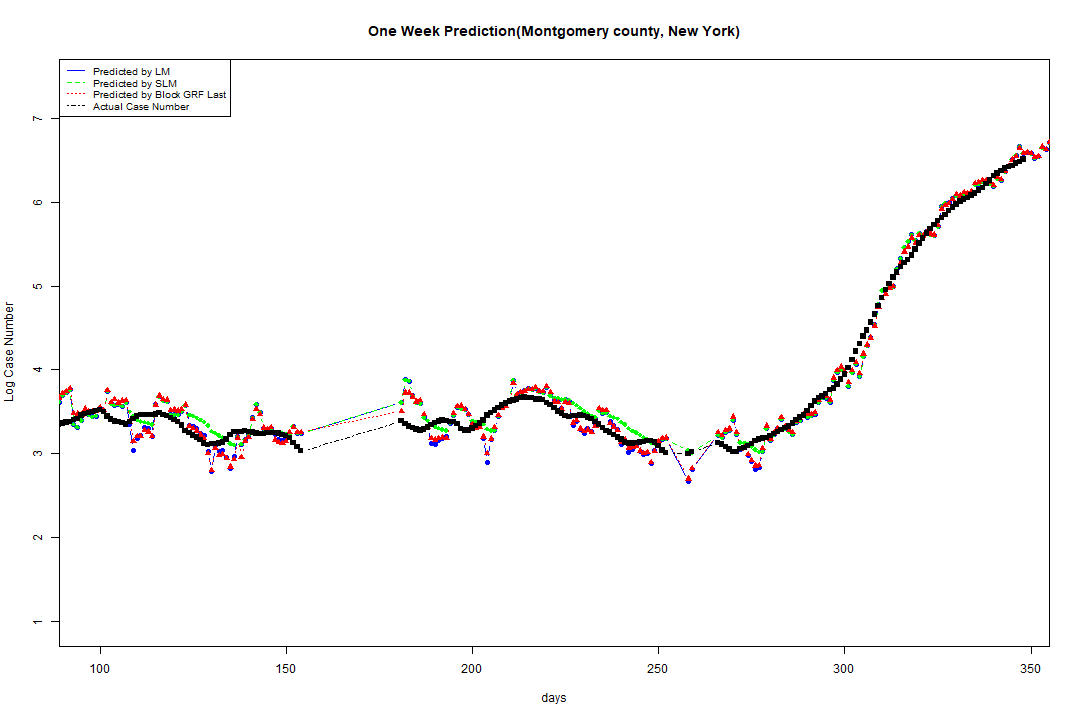 One Week Prediction(Montgomery county, New York)
Predicted by LM
Predicted by SLM
Predicted by Block GRF Last
Actual Case Number
Log Case Number
7
6
5
4
3
2
1
100 150 200 250 300 350
days